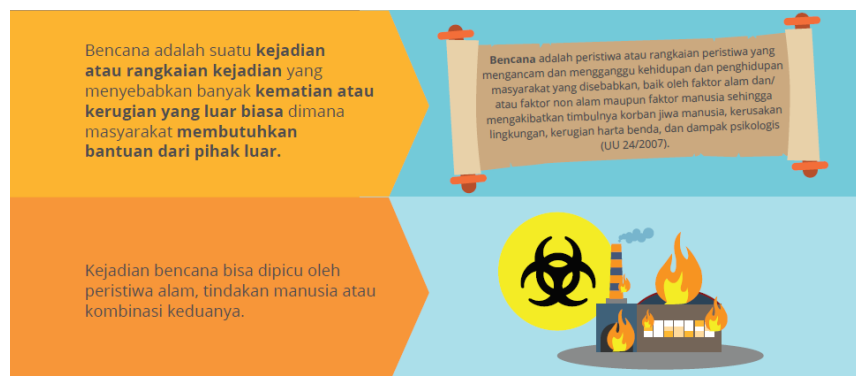 Bencana adalah suatu kejadian
atau rangkaian kejadian yang
menyebabkan banyak kematian atau
kerugian yang luar biasa dimana
masyarakat membutuhkan
bantuan dari pihak luar.
Bencana adalah peristiwa atau rangkaian peristiwa yang
mengancam dan mengganggu kehidupan dan penghidupan
masyarakat yang disebabkan, baik oleh faktor alam dan/
atau faktor non alam maupun faktor manusia sehingga
mengakibatkan timbulnya korban jiwa manusia, kerusakan
lingkungan, kerugian harta benda, dan dampak psikologis
(UU 24/2007).
Kejadian bencana bisa dipicu oleh
peristiwa alam, tindakan manusia atau
kombinasi keduanya.